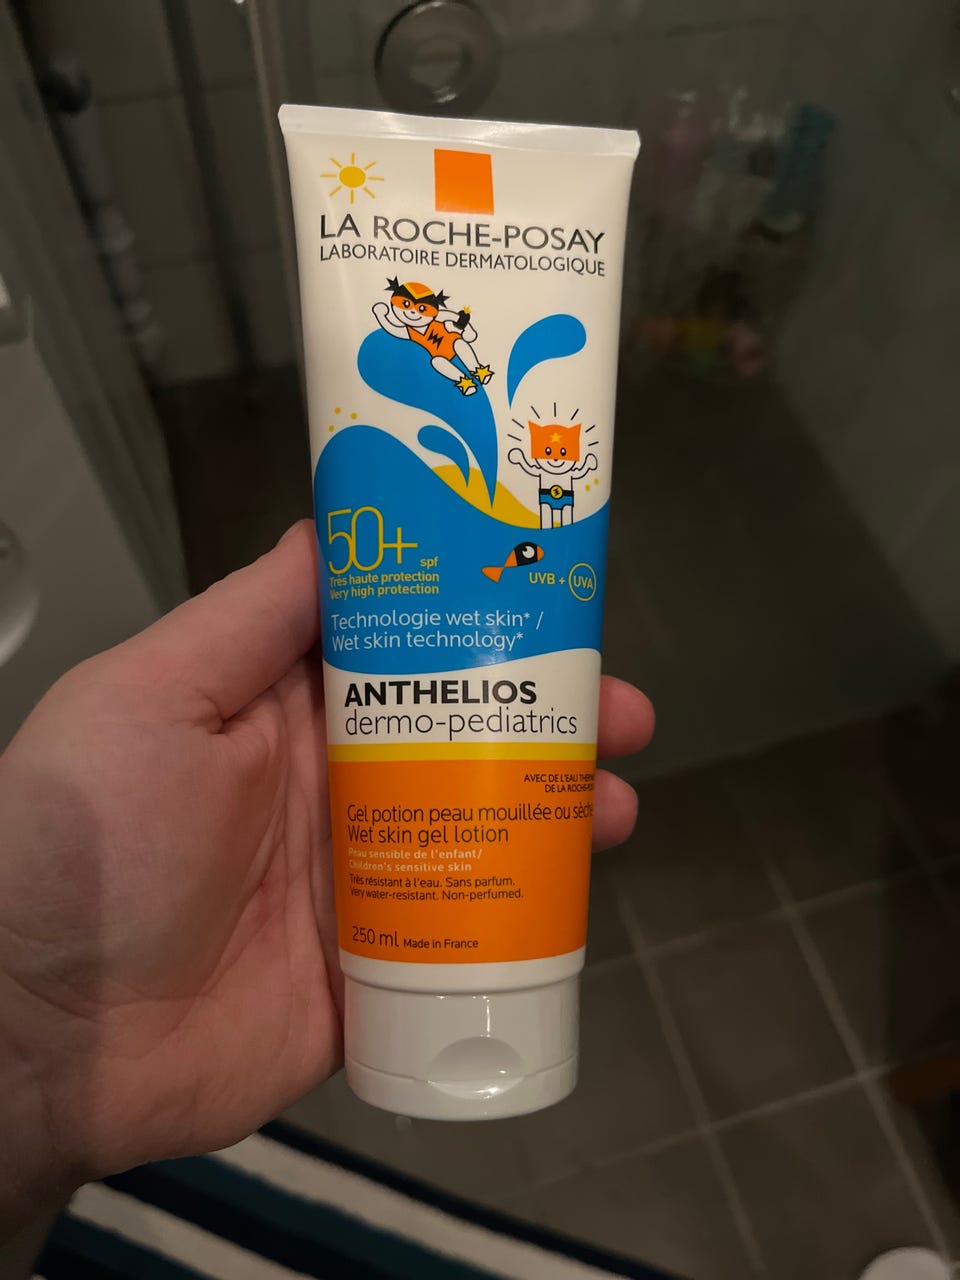 LA ROCHE-POSAY
LABORATOIRE DERMATOLOGIQUE
50+ spf
Très haute protection
Very high protection
UVB + UVA
Technologie wet skin* /
Wet skin technology*
ANTHELIOS
dermo-pediatrics
AVEC DE L'EAU
DE LA
Gel potion peau mouillée ou
Wet skin gel lotion
Peau sensible de l'enfant/
Children's sensitive skin
Très résistant à l'eau. Sans parfum.
Very water-resistant. Non-perfumed.
250 ml Made in France